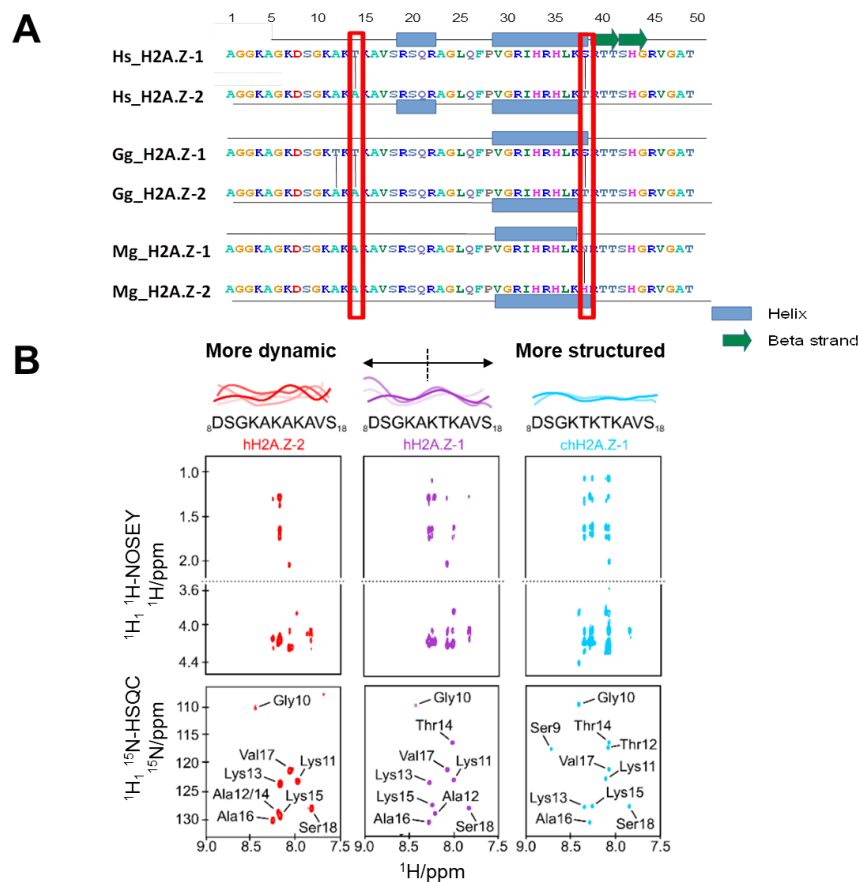 A
1 5 10 15 20 25 30 35 40 45 50
Hs_H2A.Z-1 AGGKAGKDSGKAKTKAVSRSQRAGLQFPVGRIHRHLKSRTTSHGRVGAT
Hs_H2A.Z-2 AGGKAGKDSGKAKAKAVSRSQRAGLQFPVGRIHRHLKTRTTSHGRVGAT
Gg_H2A.Z-1 AGGKAGKDSGKTKTKAVSRSQRAGLQFPVGRIHRHLKSRTTSHGRVGAT
Gg_H2A.Z-2 AGGKAGKDSGKAKAKAVSRSQRAGLQFPVGRIHRHLKTRTTSHGRVGAT
Mg_H2A.Z-1 AGGKAGKDSGKAKAKAVSRSQRAGLQFPVGRIHRHLKNRTTSHGRVGAT
Mg_H2A.Z-2 AGGKAGKDSGKAKAKAVSRSQRAGLQFPVGRIHRHLKHRTTSHGRVGAT
Helix
Beta strand
B
More dynamic
More structured
8DSGKAKAKAVS18
hH2A.Z-2
8DSGKAKTKAVS18
hH2A.Z-1
8DSGKTKTKAVS18
chH2A.Z-1
¹H₁ ¹H-NOSEY
¹H/ppm
1.0
1.5
2.0
3.6
4.0
4.4
¹H₁ ¹⁵N-HSQC
¹⁵N/ppm
110
115
120
125
130
Gly10
Val17
Lys11
Lys13
Ala12/14
Lys15
Ala16
Ser18
9.0 8.5 8.0 7.5
Gly10
Thr14
Val17
Lys11
Lys13
Lys15
Ala12
Ala16
Ser18
9.0 8.5 8.0 7.5
Gly10
Ser9
Thr14
Thr12
Val17
Lys11
Lys13
Lys15
Ala16
Ser18
9.0 8.5 8.0 7.5
¹H/ppm